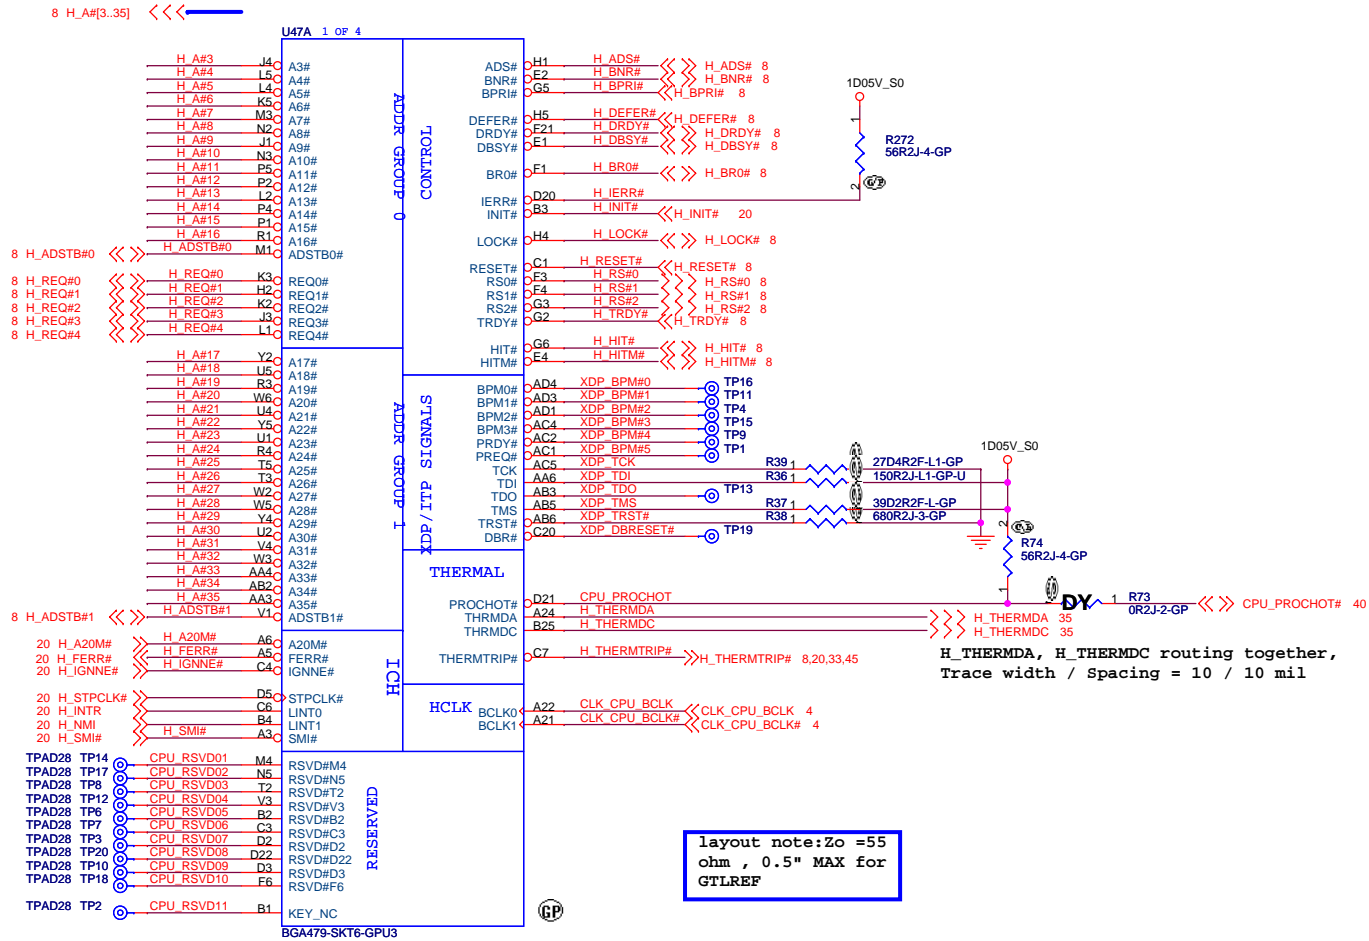 8 H_A#[3..35]
U47A 1 OF 4
H_A#3 J4 A3#
H_A#4 L5 A4#
H_A#5 L4 A5#
H_A#6 K5 A6#
H_A#7 M3 A7#
H_A#8 N2 A8#
H_A#9 J1 A9#
H_A#10 N3 A10#
H_A#11 P5 A11#
H_A#12 P2 A12#
H_A#13 L2 A13#
H_A#14 P4 A14#
H_A#15 P1 A15#
H_A#16 R1 A16#
8 H_ADSTB#0 H_ADSTB#0 M1 ADSTB0#
8 H_REQ#0 H_REQ#0 K3 REQ0#
8 H_REQ#1 H_REQ#1 H2 REQ1#
8 H_REQ#2 H_REQ#2 K2 REQ2#
8 H_REQ#3 H_REQ#3 J3 REQ3#
8 H_REQ#4 H_REQ#4 L1 REQ4#
ADDR GROUP 0
H_A#17 Y2 A17#
H_A#18 U5 A18#
H_A#19 R3 A19#
H_A#20 W6 A20#
H_A#21 U4 A21#
H_A#22 Y5 A22#
H_A#23 U1 A23#
H_A#24 R4 A24#
H_A#25 T5 A25#
H_A#26 T3 A26#
H_A#27 W2 A27#
H_A#28 W5 A28#
H_A#29 Y4 A29#
H_A#30 U2 A30#
H_A#31 V4 A31#
H_A#32 W3 A32#
H_A#33 AA4 A33#
H_A#34 AB2 A34#
H_A#35 AA3 A35#
8 H_ADSTB#1 H_ADSTB#1 V1 ADSTB1#
ADDR GROUP 1
20 H_A20M# H_A20M# A6 A20M#
20 H_FERR# H_FERR# A5 FERR#
20 H_IGNNE# H_IGNNE# C4 IGNNE#
20 H_STPCLK# D5 STPCLK#
20 H_INTR C6 LINT0
20 H_NMI B4 LINT1
20 H_SMI# H_SMI# A3 SMI#
ICH
TPAD28 TP14 CPU_RSVD01 M4 RSVD#M4
TPAD28 TP17 CPU_RSVD02 N5 RSVD#N5
TPAD28 TP8 CPU_RSVD03 T2 RSVD#T2
TPAD28 TP12 CPU_RSVD04 V3 RSVD#V3
TPAD28 TP6 CPU_RSVD05 B2 RSVD#B2
TPAD28 TP7 CPU_RSVD06 C3 RSVD#C3
TPAD28 TP3 CPU_RSVD07 D2 RSVD#D2
TPAD28 TP20 CPU_RSVD08 D22 RSVD#D22
TPAD28 TP10 CPU_RSVD09 D3 RSVD#D3
TPAD28 TP18 CPU_RSVD10 F6 RSVD#F6
TPAD28 TP2 CPU_RSVD11 B1 KEY_NC
RESERVED
BGA479-SKT6-GPU3
CONTROL
ADS# H1 H_ADS# H_ADS# 8
BNR# E2 H_BNR# H_BNR# 8
BPRI# G5 H_BPRI# H_BPRI# 8
DEFER# H5 H_DEFER# H_DEFER# 8
DRDY# F21 H_DRDY# H_DRDY# 8
DBSY# E1 H_DBSY# H_DBSY# 8
BR0# F1 H_BR0# H_BR0# 8
IERR# D20 H_IERR#
INIT# B3 H_INIT# H_INIT# 20
LOCK# H4 H_LOCK# H_LOCK# 8
RESET# C1 H_RESET# H_RESET# 8
RS0# F3 H_RS#0 H_RS#0 8
RS1# F4 H_RS#1 H_RS#1 8
RS2# G3 H_RS#2 H_RS#2 8
TRDY# G2 H_TRDY# H_TRDY# 8
HIT# G6 H_HIT# H_HIT# 8
HITM# E4 H_HITM# H_HITM# 8
1D05V_S0
1
R272
56R2J-4-GP
2
XDP/ITP SIGNALS
BPM0# AD4 XDP_BPM#0 TP16
BPM1# AD3 XDP_BPM#1 TP11
BPM2# AD1 XDP_BPM#2 TP4
BPM3# AC4 XDP_BPM#3 TP15
PRDY# AC2 XDP_BPM#4 TP9
PREQ# AC1 XDP_BPM#5 TP1
TCK AC5 XDP_TCK R39 1 27D4R2F-L1-GP
TDI AA6 XDP_TDI R36 1 150R2J-L1-GP-U
TDO AB3 XDP_TDO TP13
TMS AB5 XDP_TMS R37 1 39D2R2F-L-GP
TRST# AB6 XDP_TRST# R38 1 680R2J-3-GP
DBR# C20 XDP_DBRESET# TP19
1D05V_S0
2
R74
56R2J-4-GP
1
THERMAL
PROCHOT# D21 CPU_PROCHOT DY 1 R73 0R2J-2-GP CPU_PROCHOT# 40
THRMDA A24 H_THERMDA H_THERMDA 35
THRMDC B25 H_THERMDC H_THERMDC 35
THERMTRIP# C7 H_THERMTRIP# H_THERMTRIP# 8,20,33,45
H_THERMDA, H_THERMDC routing together,
Trace width / Spacing = 10 / 10 mil
HCLK
BCLK0 A22 CLK_CPU_BCLK CLK_CPU_BCLK 4
BCLK1 A21 CLK_CPU_BCLK# CLK_CPU_BCLK# 4
layout note:Zo =55
ohm , 0.5" MAX for
GTLREF
GP